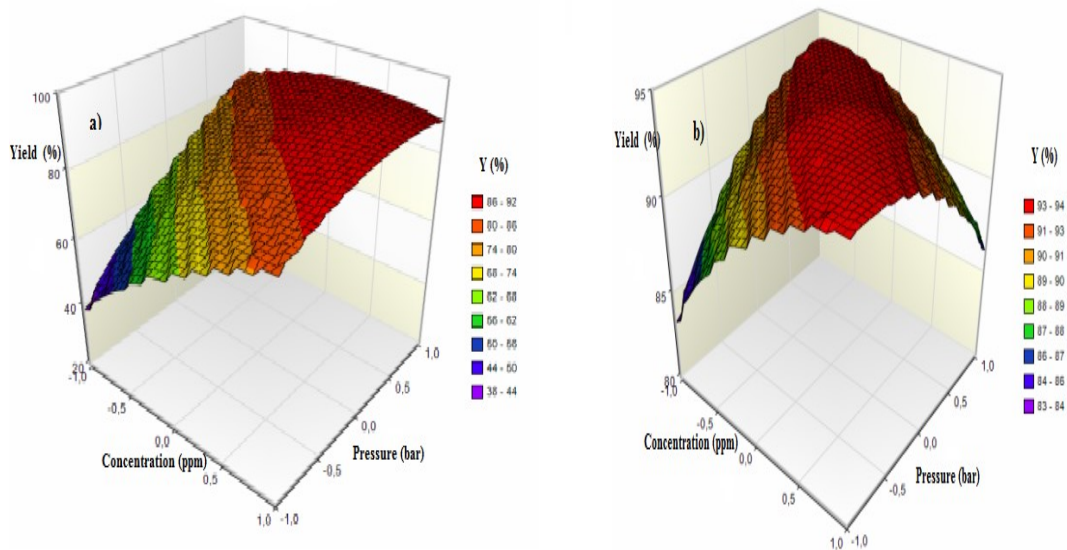 a)
Yield (%)
100
80
60
40
20
-1,0
-0,5
0,0
0,5
1,0
Concentration (ppm)
-1,0
-0,5
0,0
0,5
1,0
Pressure (bar)
Y (%)
86 - 92
80 - 86
74 - 80
68 - 74
62 - 68
56 - 62
50 - 56
44 - 50
38 - 44
b)
Yield (%)
95
90
85
80
-1,0
-0,5
0,0
0,5
1,0
Concentration (ppm)
-1,0
-0,5
0,0
0,5
1,0
Pressure (bar)
Y (%)
93 - 94
91 - 93
90 - 91
89 - 90
88 - 89
87 - 88
86 - 87
84 - 86
83 - 84